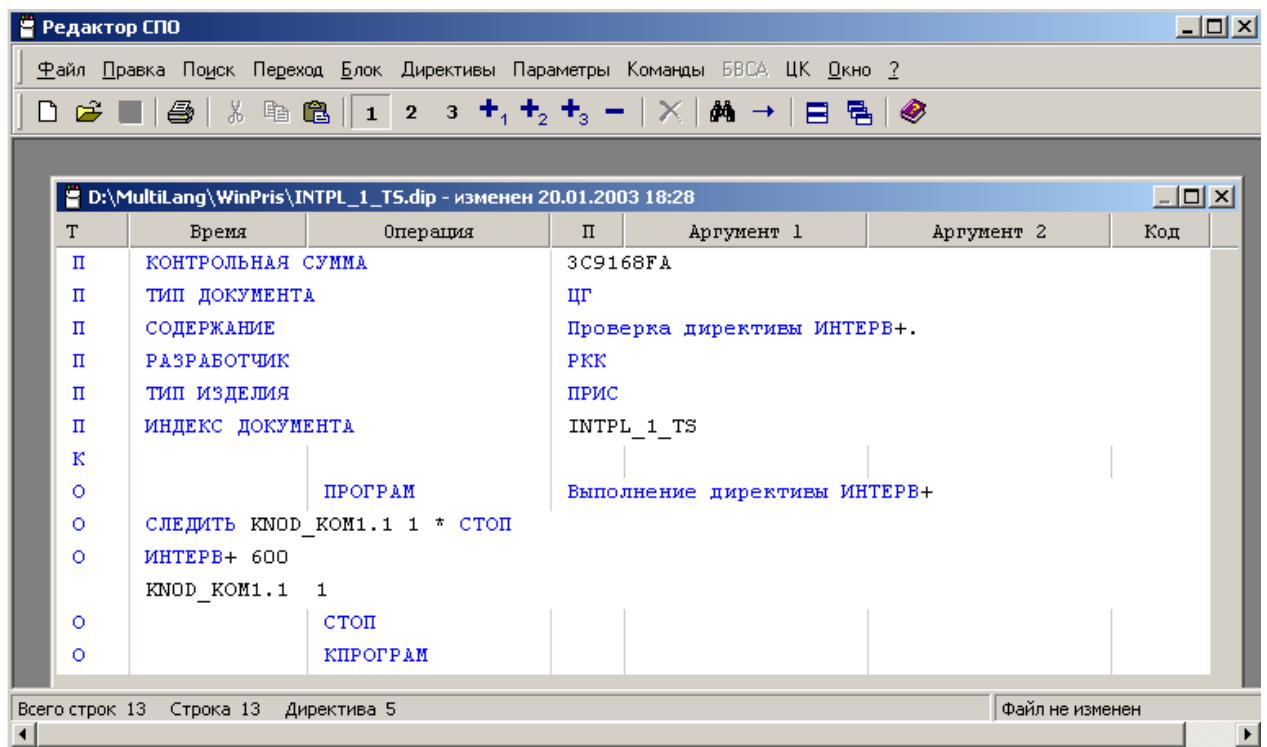 Редактор СПО
Файл Правка Поиск Переход Блок Директивы Параметры Команды БВСА ЦК Окно ?
1 2 3 +1 +2 +3 −
D:\MultiLang\WinPris\INTPL_1_TS.dip - изменен 20.01.2003 18:28
Т Время Операция П Аргумент 1 Аргумент 2 Код
П КОНТРОЛЬНАЯ СУММА 3C9168FA
П ТИП ДОКУМЕНТА ЦГ
П СОДЕРЖАНИЕ Проверка директивы ИНТЕРВ+.
П РАЗРАБОТЧИК РКК
П ТИП ИЗДЕЛИЯ ПРИС
П ИНДЕКС ДОКУМЕНТА INTPL_1_TS
К
О ПРОГРАМ Выполнение директивы ИНТЕРВ+
О СЛЕДИТЬ KNOD_KOM1.1 1 * СТОП
О ИНТЕРВ+ 600
KNOD_KOM1.1 1
О СТОП
О КПРОГРАМ
Всего строк 13 Строка 13 Директива 5 Файл не изменен